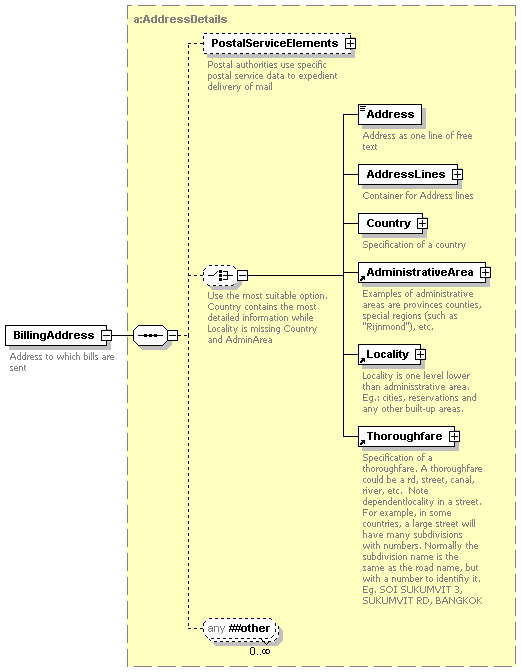 a:AddressDetails
PostalServiceElements
Postal authorities use specific
postal service data to expedient
delivery of mail
Address
Address as one line of free
text
AddressLines
Container for Address lines
Country
Specification of a country
AdministrativeArea
Examples of administrative
areas are provinces counties,
special regions (such as
"Rijnmond"), etc.
Use the most suitable option.
Country contains the most
detailed information while
Locality is missing Country
and AdminArea
BillingAddress
Address to which bills are
sent
Locality
Locality is one level lower
than adminisstrative area.
Eg.: cities, reservations and
any other built-up areas.
Thoroughfare
Specification of a
thoroughfare. A thoroughfare
could be a rd, street, canal,
river, etc.  Note
dependentlocality in a street.
For example, in some
countries, a large street will
have many subdivisions
with numbers. Normally the
subdivision name is the
same as the road name, but
with a number to identifiy it.
Eg. SOI SUKUMVIT 3,
SUKUMVIT RD, BANGKOK
any ##other
0..∞